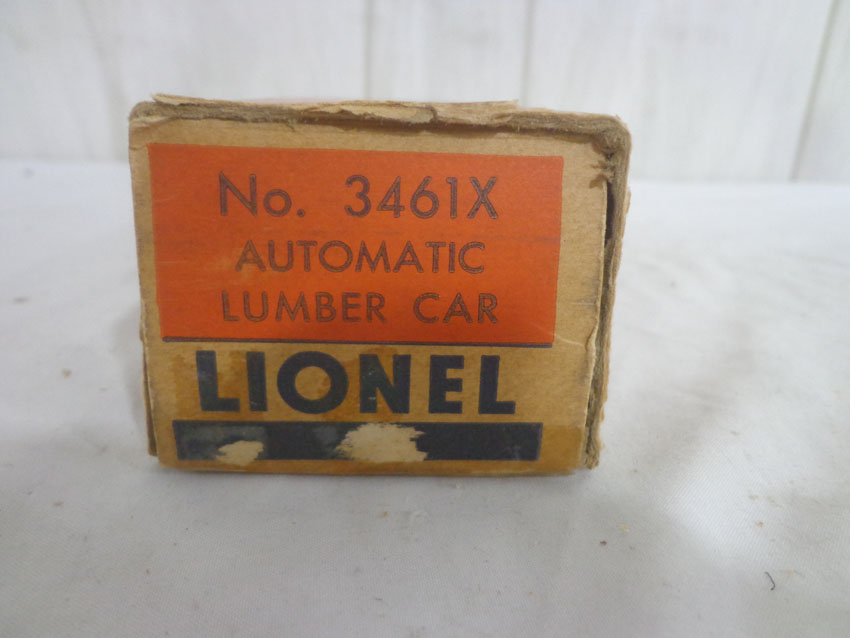 No. 3461X
AUTOMATIC
LUMBER CAR
LIONEL